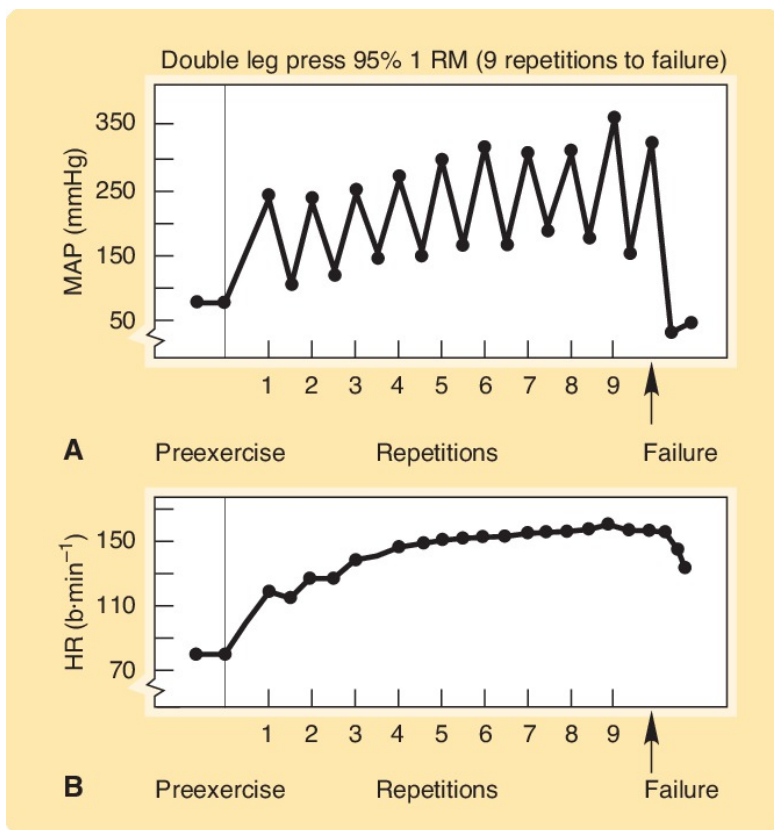 Double leg press 95% 1 RM (9 repetitions to failure)
MAP (mmHg)
350
250
150
50
1 2 3 4 5 6 7 8 9
A Preexercise Repetitions Failure
HR (b·min⁻¹)
150
110
70
1 2 3 4 5 6 7 8 9
B Preexercise Repetitions Failure